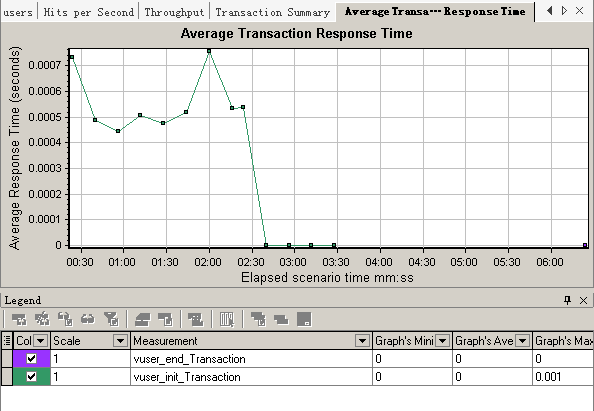 users Hits per Second Throughput Transaction Summary Average Transa… Response Time
Average Transaction Response Time
Average Response Time (seconds)
0.0007
0.0006
0.0005
0.0004
0.0003
0.0002
0.0001
0
00:30 01:00 01:30 02:00 02:30 03:00 03:30 04:00 04:30 05:00 05:30 06:00
Elapsed scenario time mm:ss
Legend
Col Scale Measurement Graph's Mini Graph's Ave Graph's Max
1 vuser_end_Transaction 0 0 0
1 vuser_init_Transaction 0 0 0.001